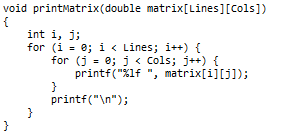 void printMatrix(double matrix[Lines][Cols])
{
    int i, j;
    for (i = 0; i < Lines; i++) {
        for (j = 0; j < Cols; j++) {
            printf("%lf ", matrix[i][j]);
        }
        printf("\n");
    }
}